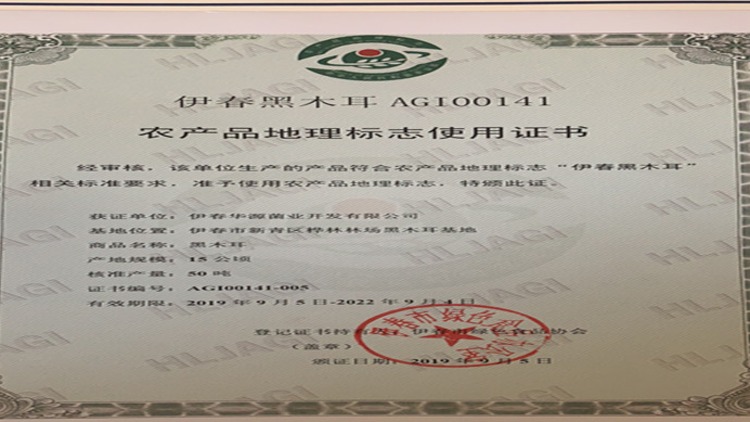 伊春黑木耳 AGI00141
农产品地理标志使用证书
经审核，该单位生产的产品符合农产品地理标志“伊春黑木耳”
相关标准要求，准予使用农产品地理标志，特颁此证。
获证单位：伊春华源菌业开发有限公司
基地位置：伊春市新青区桦林林场黑木耳基地
商品名称：黑木耳
产地规模：15 公顷
核准产量：50 吨
证书编号：AGI00141-005
有效期限：2019 年 9 月 5 日-2022 年 9 月 4 日
登记证书持有人：伊春市绿色食品协会
（盖章）
颁证日期：2019 年 9 月 5 日
HLJAGI